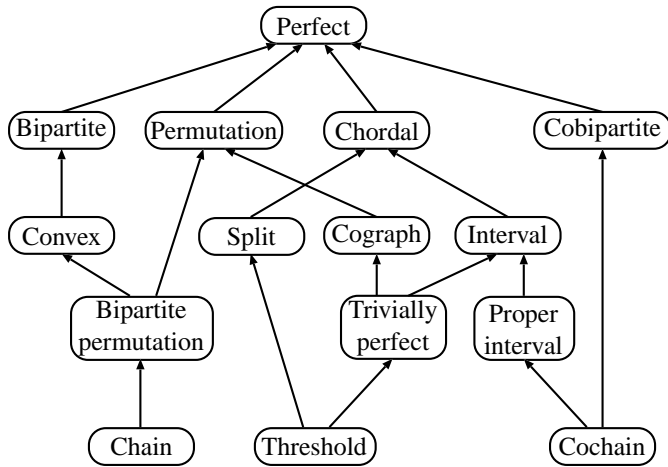 Perfect
Bipartite
Permutation
Chordal
Cobipartite
Convex
Split
Cograph
Interval
Bipartite
permutation
Trivially
perfect
Proper
interval
Chain
Threshold
Cochain